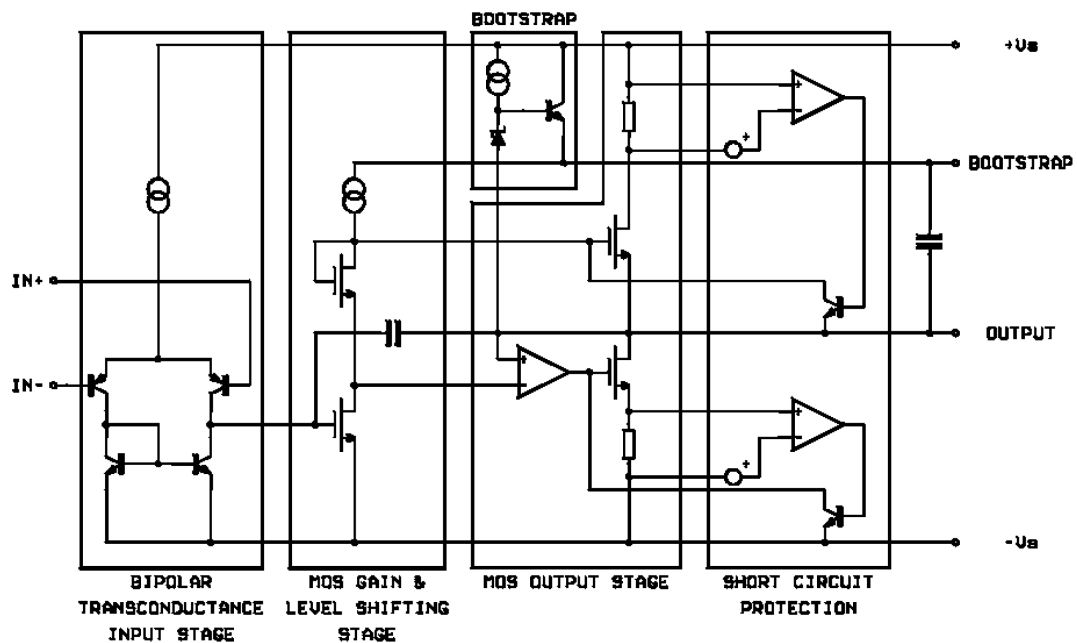 BOOTSTRAP
+Vs
+
-
+
BOOTSTRAP
IN+
OUTPUT
IN-
+
-
+
-
+
-Vs
BIPOLAR
TRANSCONDUCTANCE
INPUT STAGE
MOS GAIN &
LEVEL SHIFTING
STAGE
MOS OUTPUT STAGE
SHORT CIRCUIT
PROTECTION